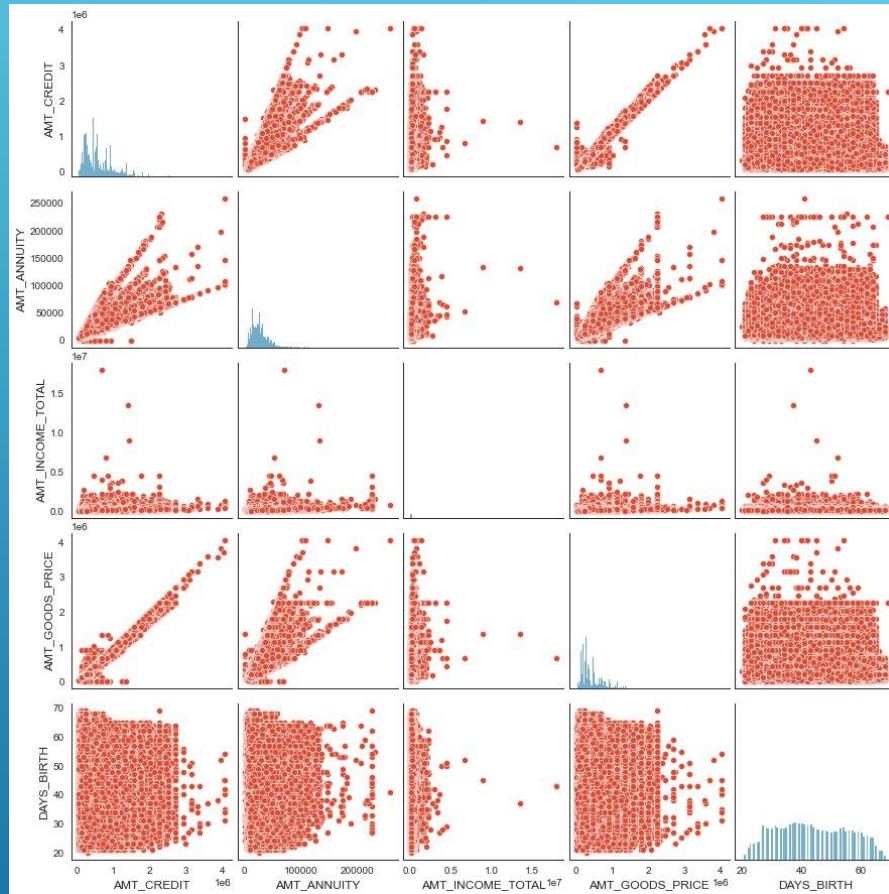 1e6
4
3
2
1
0
AMT_CREDIT
250000
200000
150000
100000
50000
0
AMT_ANNUITY
1e7
1.5
1.0
0.5
0.0
AMT_INCOME_TOTAL
1e6
4
3
2
1
0
AMT_GOODS_PRICE
70
60
50
40
30
20
DAYS_BIRTH
0 1 2 3 4
1e6
AMT_CREDIT
0 100000 200000
AMT_ANNUITY
0.0 0.5 1.0 1.5
1e7
AMT_INCOME_TOTAL
0 1 2 3 4
1e6
AMT_GOODS_PRICE
20 40 60
DAYS_BIRTH